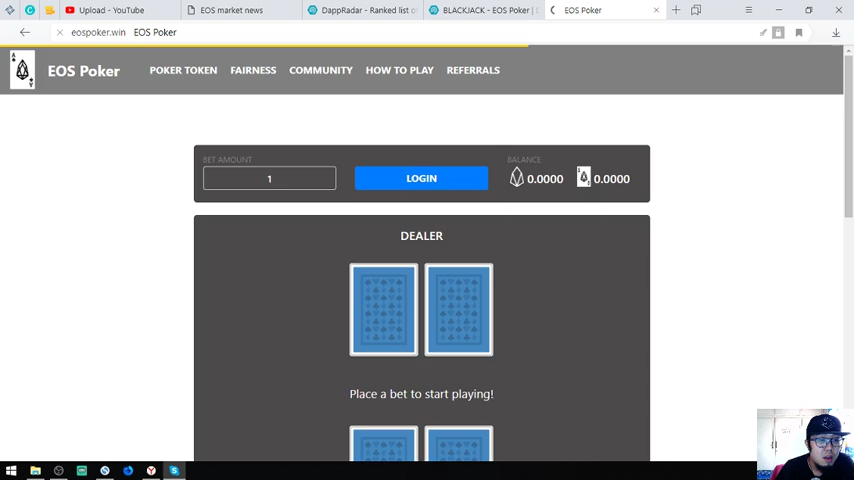 Upload - YouTube
EOS market news
DappRadar - Ranked list o
BLACKJACK - EOS Poker |
EOS Poker
eospoker.win EOS Poker
EOS Poker
POKER TOKEN FAIRNESS COMMUNITY HOW TO PLAY REFERRALS
BET AMOUNT
1
LOGIN
BALANCE
0.0000 0.0000
DEALER
Place a bet to start playing!